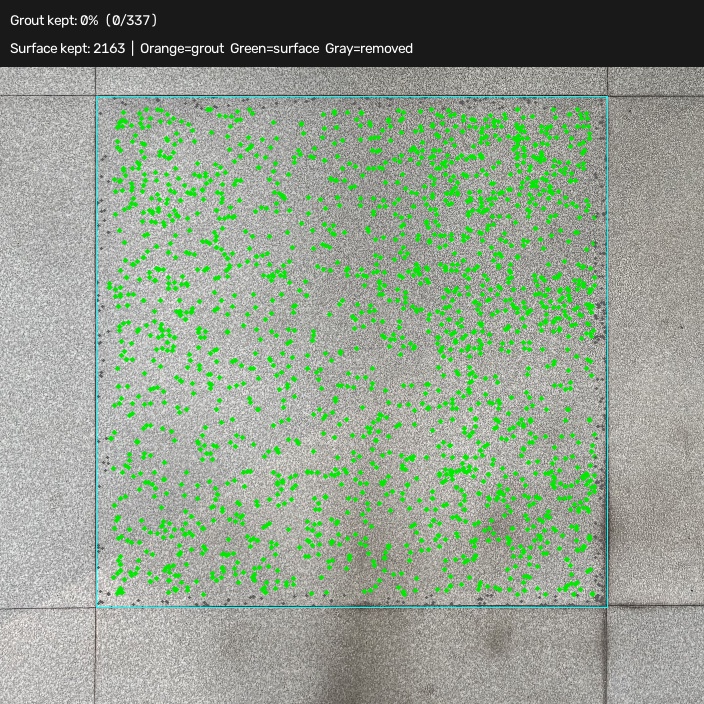 Grout kept: 0% (0/337)
Surface kept: 2163 | Orange=grout Green=surface Gray=removed